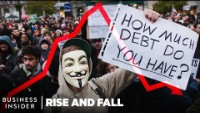 HOW MUCH
DEBT DO
YOU HAVE?
BUSINESS
INSIDER
RISE AND FALL